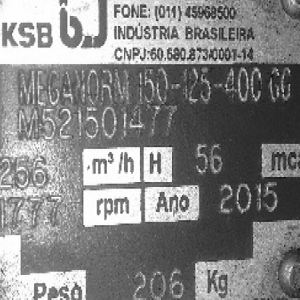 KSB
FONE: (011) 45968500
INDÚSTRIA BRASILEIRA
CNPJ:60.680.873/0001-14
MEGANORM 150-125-400 GG
M521501477
256 m³/h H 56 mc
1777 rpm Ano 2015
Peso 206 Kg